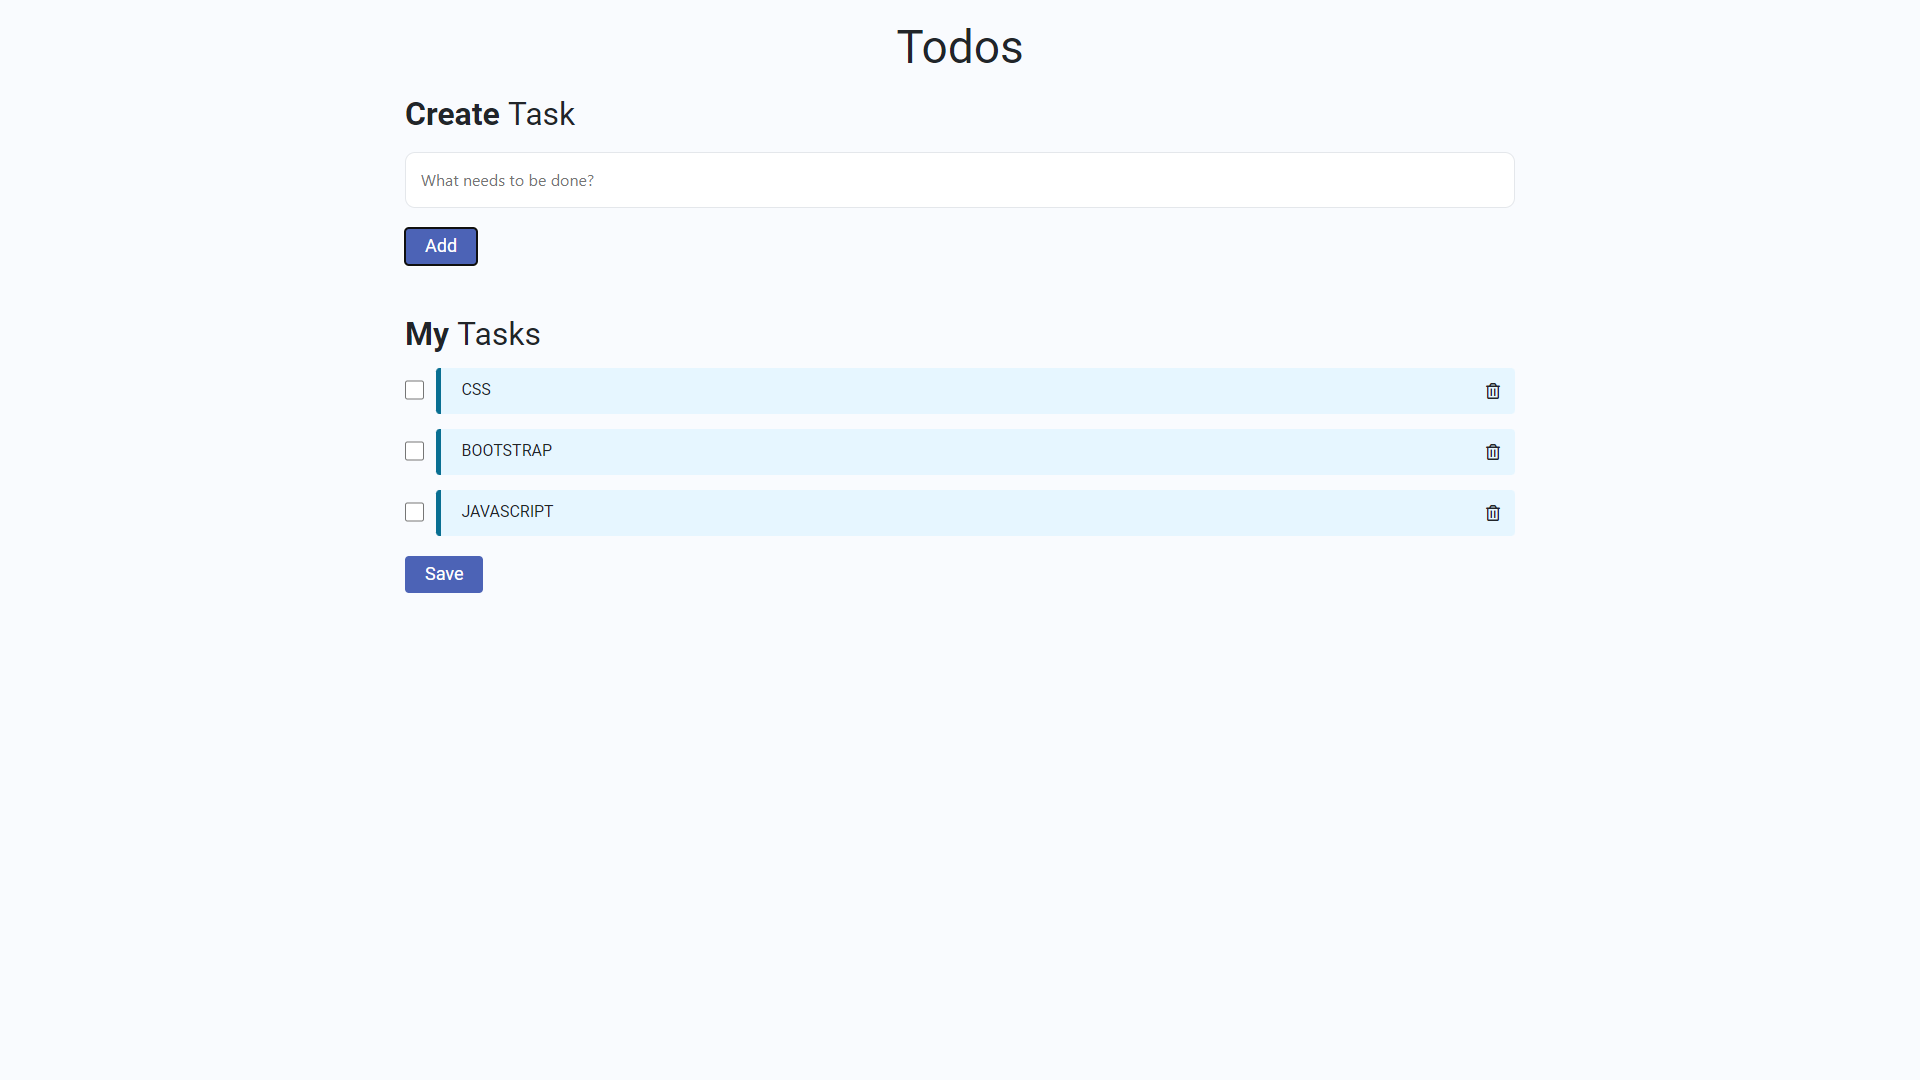 Todos
Create Task
What needs to be done?
Add
My Tasks
CSS
BOOTSTRAP
JAVASCRIPT
Save